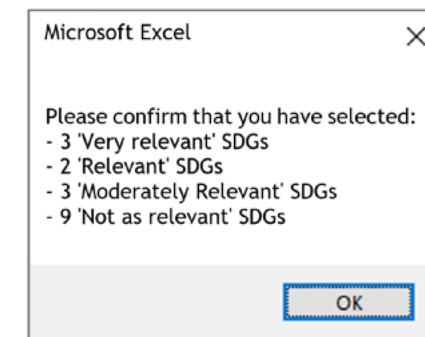 Microsoft Excel
Please confirm that you have selected:
- 3 'Very relevant' SDGs
- 2 'Relevant' SDGs
- 3 'Moderately Relevant' SDGs
- 9 'Not as relevant' SDGs
OK